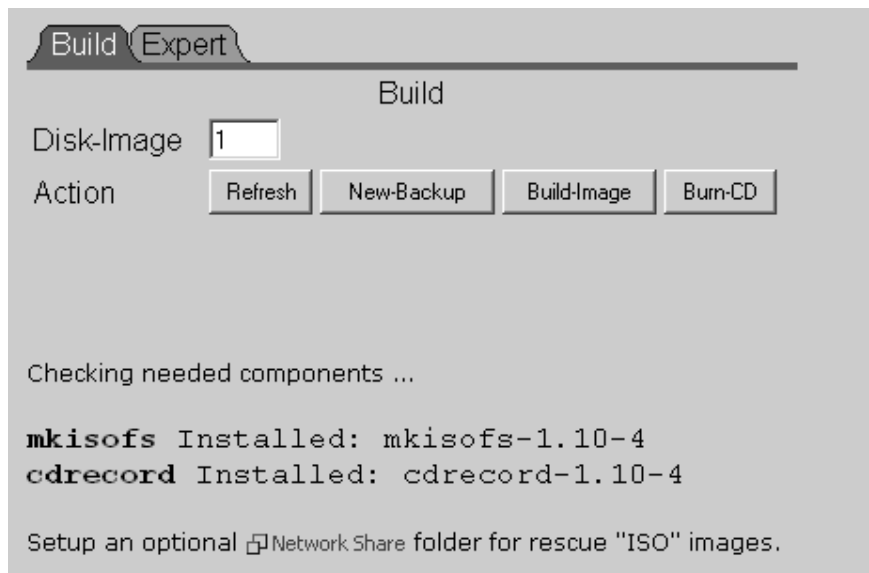 Build Expert
Build
Disk-Image 1
Action Refresh New-Backup Build-Image Burn-CD
Checking needed components ...
mkisofs Installed: mkisofs-1.10-4
cdrecord Installed: cdrecord-1.10-4
Setup an optional Network Share folder for rescue "ISO" images.